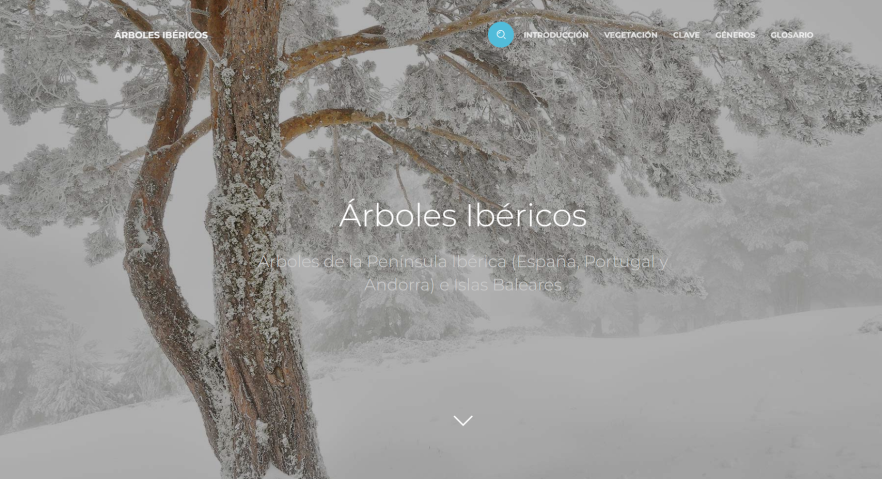 ÁRBOLES IBÉRICOS
INTRODUCCIÓN VEGETACIÓN CLAVE GÉNEROS GLOSARIO
Árboles Ibéricos
Árboles de la Península Ibérica (España, Portugal y
Andorra) e Islas Baleares